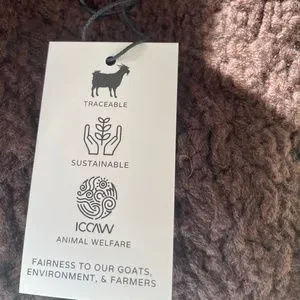 TRACEABLE
SUSTAINABLE
ICCAW
ANIMAL WELFARE
FAIRNESS TO OUR GOATS,
ENVIRONMENT, & FARMERS